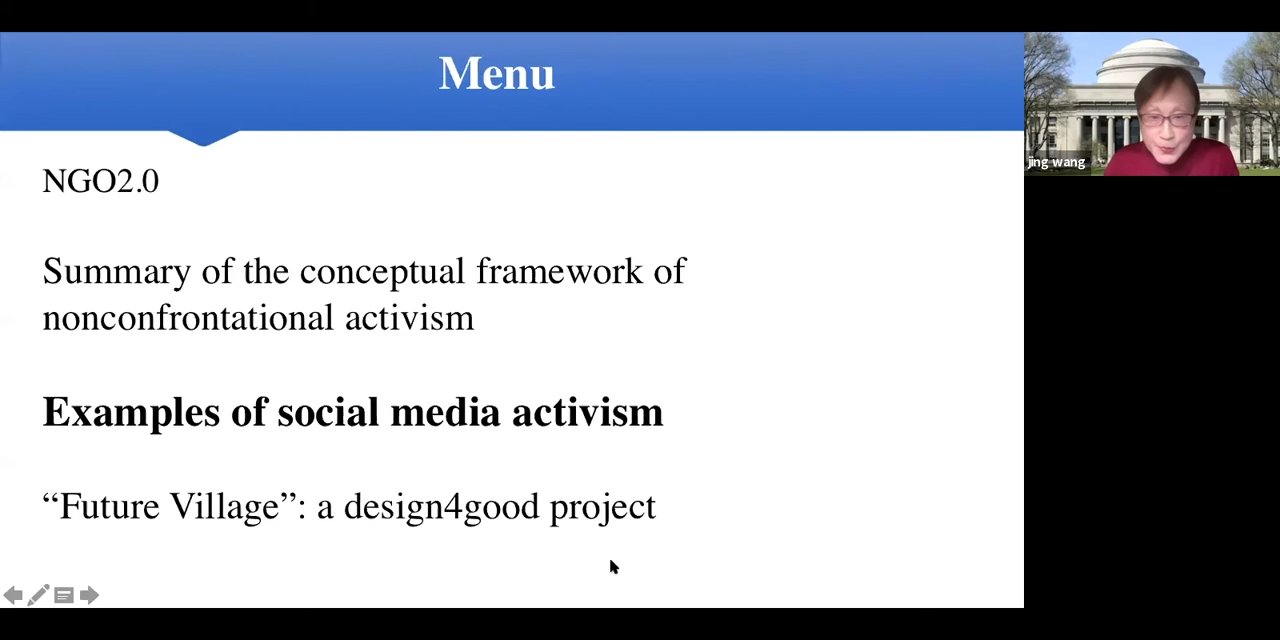 Menu
jing wang
NGO2.0
Summary of the conceptual framework of
nonconfrontational activism
Examples of social media activism
“Future Village”: a design4good project